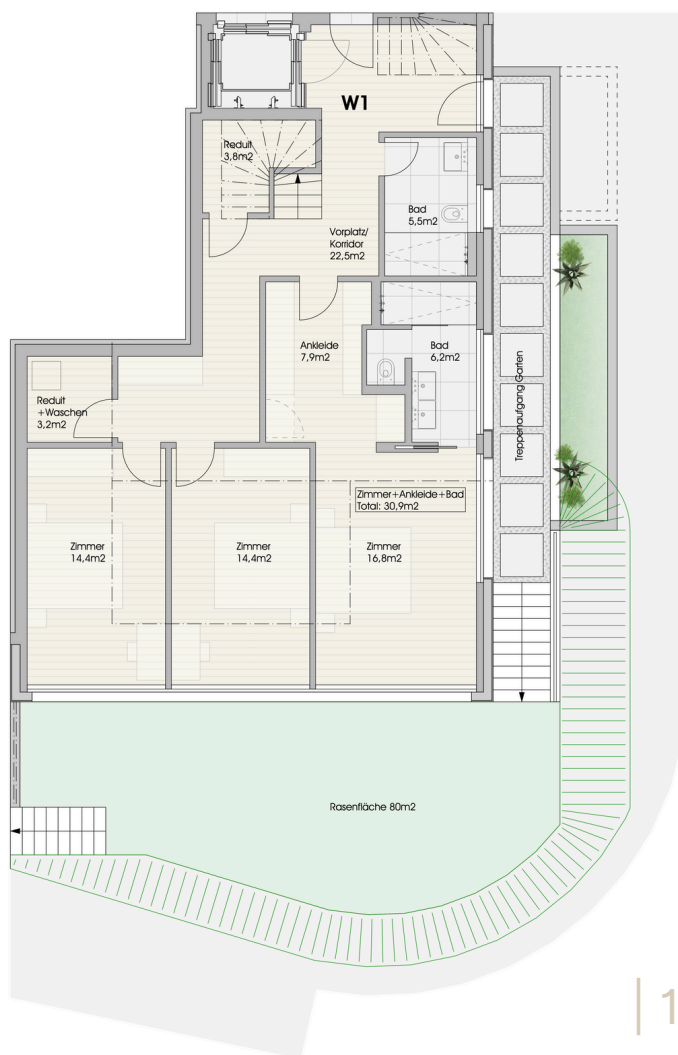 W1
Reduit
3,8m2
Bad
5,5m2
Vorplatz/
Korridor
22,5m2
Ankleide
7,9m2
Bad
6,2m2
Treppenaufgang Garten
Reduit
+Waschen
3,2m2
Zimmer+Ankleide+Bad
Total: 30,9m2
Zimmer
14,4m2
Zimmer
14,4m2
Zimmer
16,8m2
Rasenfläche 80m2
1